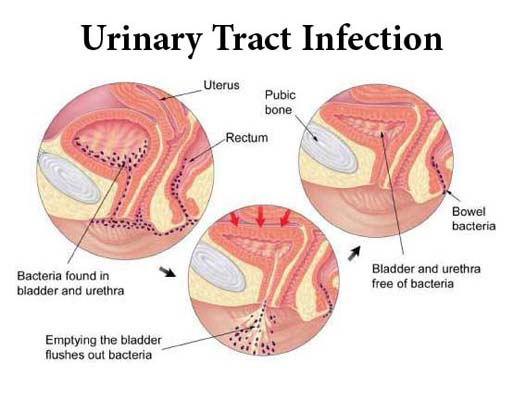 Urinary Tract Infection
Uterus
Pubic
bone
Rectum
Bowel
bacteria
Bacteria found in
bladder and urethra
Bladder and urethra
free of bacteria
Emptying the bladder
flushes out bacteria